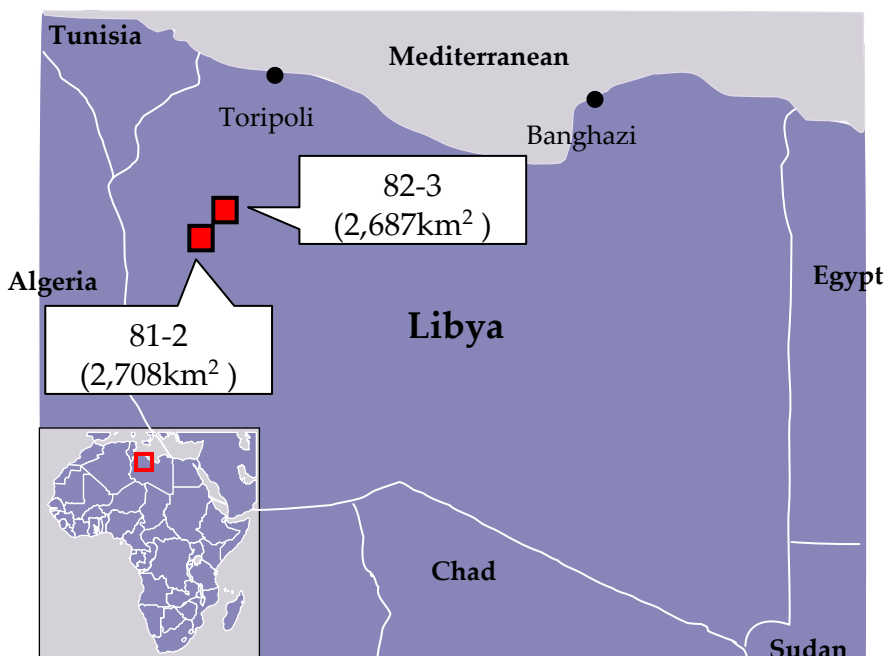 Tunisia
Mediterranean
Toripoli
Banghazi
82-3
(2,687km² )
Algeria
Egypt
Libya
81-2
(2,708km² )
Chad
Sudan